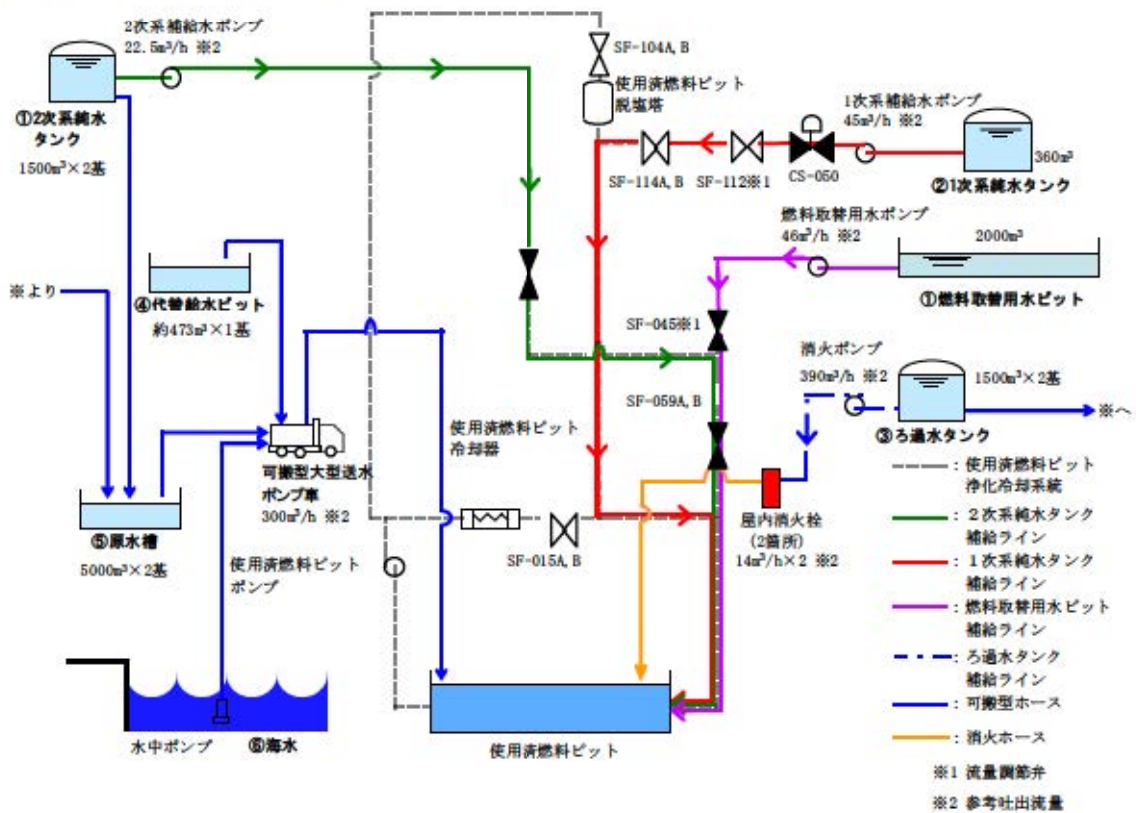 2次系補給水ポンプ
22.5m³/h ※2
①2次系純水
タンク
1500m³×2基
SF-104A,B
使用済燃料ピット
脱塩塔
1次系補給水ポンプ
45m³/h ※2
360m³
②1次系純水タンク
SF-114A,B
SF-112※1
CS-050
燃料取替用水ポンプ
46m³/h ※2
2000m³
①燃料取替用水ピット
※より
④代替給水ピット
約473m³×1基
SF-045※1
消火ポンプ
390m³/h ※2
1500m³×2基
③ろ過水タンク
※へ
SF-059A,B
使用済燃料ピット
冷却器
可搬型大型送水
ポンプ車
300m³/h ※2
⑤原水槽
5000m³×2基
使用済燃料ピット
ポンプ
SF-015A,B
屋内消火栓
(2箇所)
14m³/h×2 ※2
水中ポンプ
⑥海水
使用済燃料ピット
：使用済燃料ピット
浄化冷却系統
：２次系純水タンク
補給ライン
：１次系純水タンク
補給ライン
：燃料取替用水ピット
補給ライン
：ろ過水タンク
補給ライン
：可搬型ホース
：消火ホース
※1 流量調節弁
※2 参考吐出流量